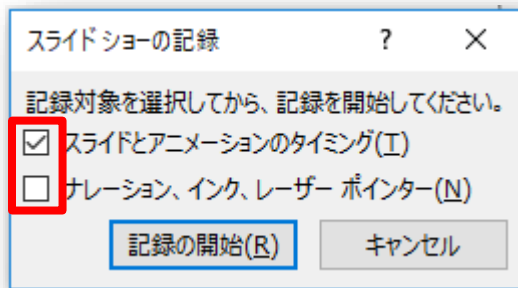 スライド ショーの記録 ? ×
記録対象を選択してから、記録を開始してください。
スライドとアニメーションのタイミング(T)
ナレーション、インク、レーザー ポインター(N)
記録の開始(R) キャンセル